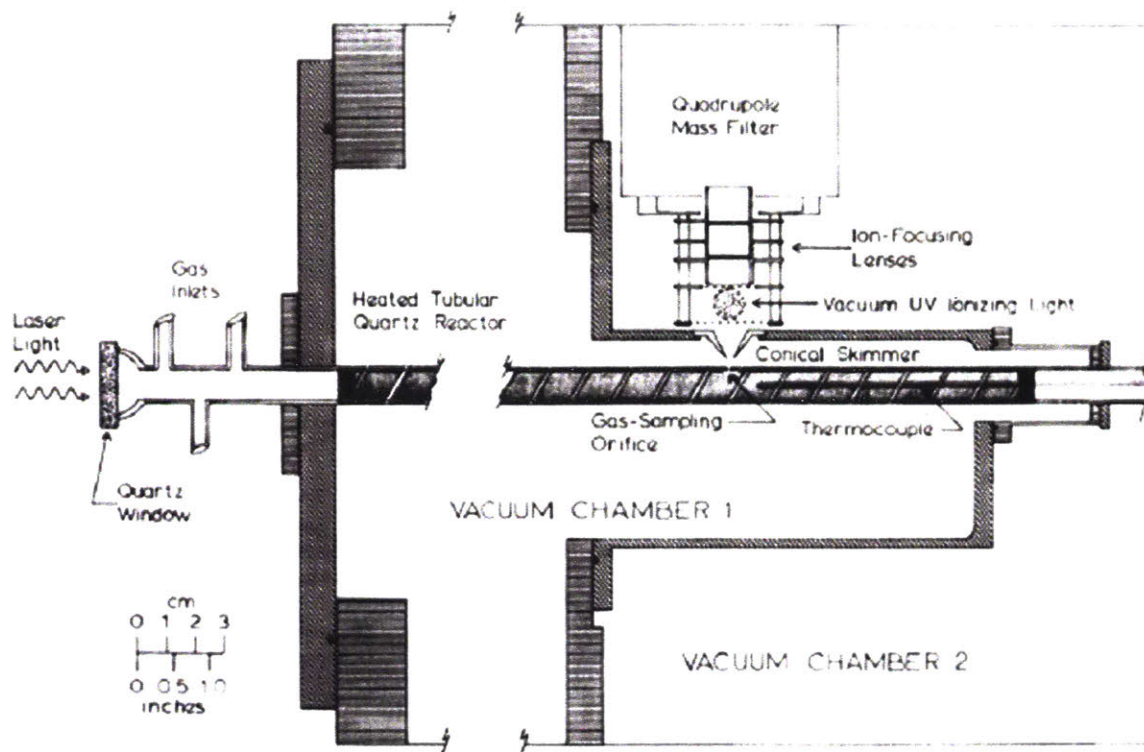 Quadrupole
Mass Filter
Ion-Focusing
Lenses
Gas
Inlets
Heated Tubular
Quartz Reactor
Vacuum UV Ionizing Light
Laser
Light
Conical Skimmer
Gas-Sampling
Orifice
Thermocouple
Quartz
Window
VACUUM CHAMBER 1
cm
0 1 2 3
0 0.5 1.0
inches
VACUUM CHAMBER 2